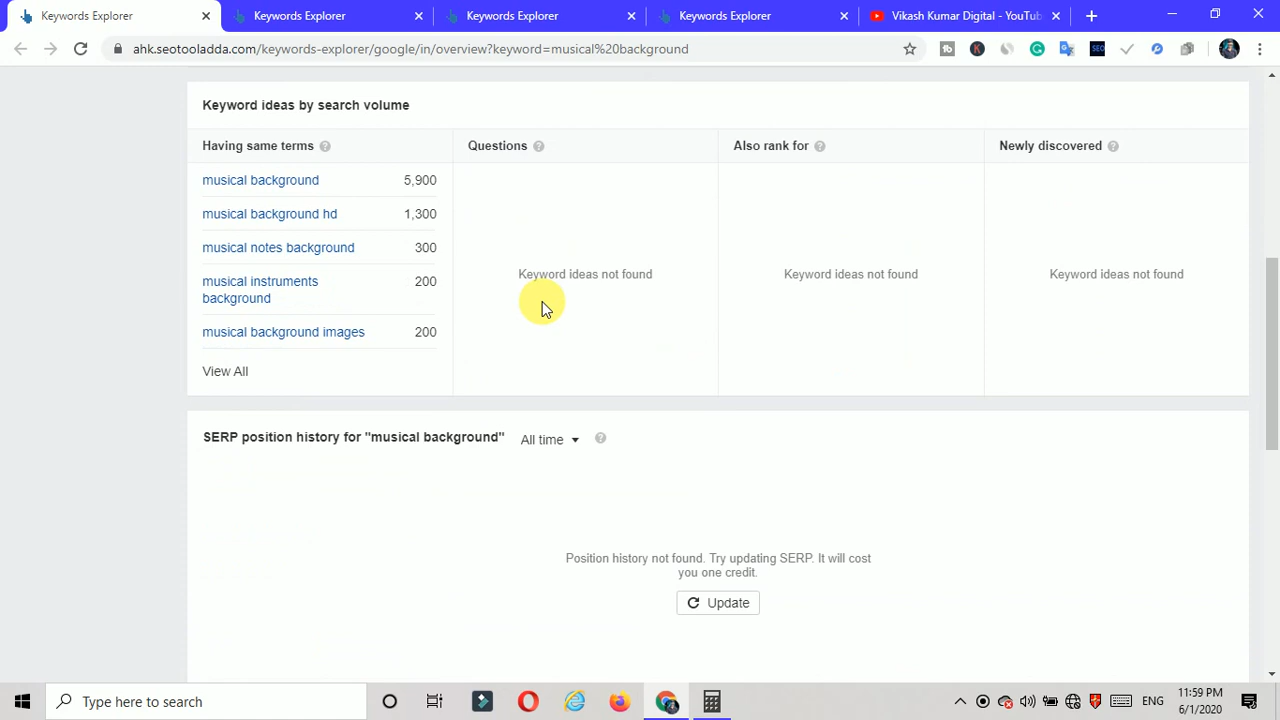 Keywords Explorer
Keywords Explorer
Keywords Explorer
Keywords Explorer
Vikash Kumar Digital - YouTube
ahk.seotooladda.com/keywords-explorer/google/in/overview?keyword=musical%20background
Keyword ideas by search volume
Having same terms
Questions
Also rank for
Newly discovered
musical background 5,900
musical background hd 1,300
musical notes background 300
musical instruments background 200
musical background images 200
View All
Keyword ideas not found
Keyword ideas not found
Keyword ideas not found
SERP position history for "musical background" All time
Position history not found. Try updating SERP. It will cost
you one credit.
Update
Type here to search
ENG
11:59 PM
6/1/2020